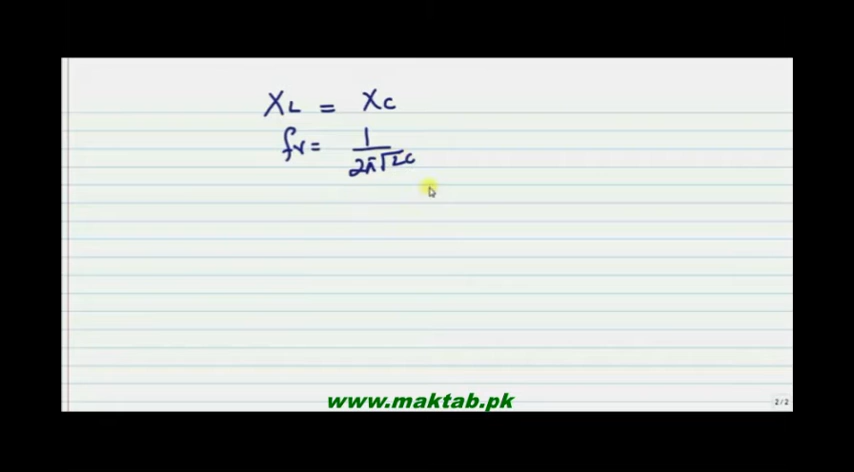 XL = XC
fr = 1 / 2π√LC
www.maktab.pk
2/2